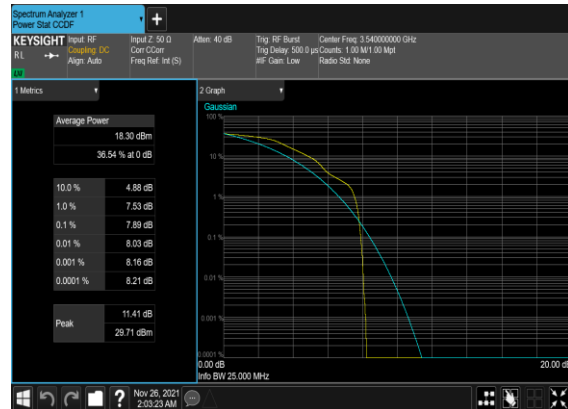 Spectrum Analyzer 1
Power Stat CCDF
KEYSIGHT
RL
LXI
Input: RF
Coupling: DC
Align: Auto
Input Z: 50 Ω
Corr CCorr
Freq Ref: Int (S)
Atten: 40 dB
Trig: RF Burst
Trig Delay: 500.0 µs
#IF Gain: Low
Center Freq: 3.540000000 GHz
Counts: 1.00 M/1.00 Mpt
Radio Std: None
1 Metrics
Average Power
18.30 dBm
36.54 % at 0 dB
10.0 % 4.88 dB
1.0 % 7.53 dB
0.1 % 7.89 dB
0.01 % 8.03 dB
0.001 % 8.16 dB
0.0001 % 8.21 dB
Peak
11.41 dB
29.71 dBm
2 Graph
Gaussian
100 %
10 %
1 %
0.1 %
0.01 %
0.001 %
0.0001 %
0.00 dB
20.00 dB
Info BW 25.000 MHz
Nov 26, 2021
2:03:23 AM